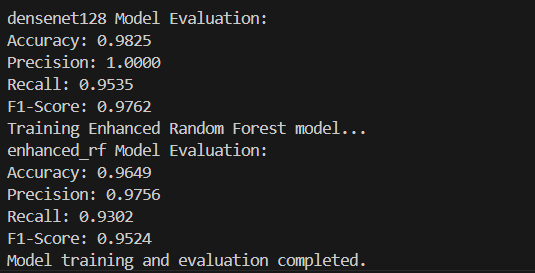 densenet128 Model Evaluation:
Accuracy: 0.9825
Precision: 1.0000
Recall: 0.9535
F1-Score: 0.9762
Training Enhanced Random Forest model...
enhanced_rf Model Evaluation:
Accuracy: 0.9649
Precision: 0.9756
Recall: 0.9302
F1-Score: 0.9524
Model training and evaluation completed.